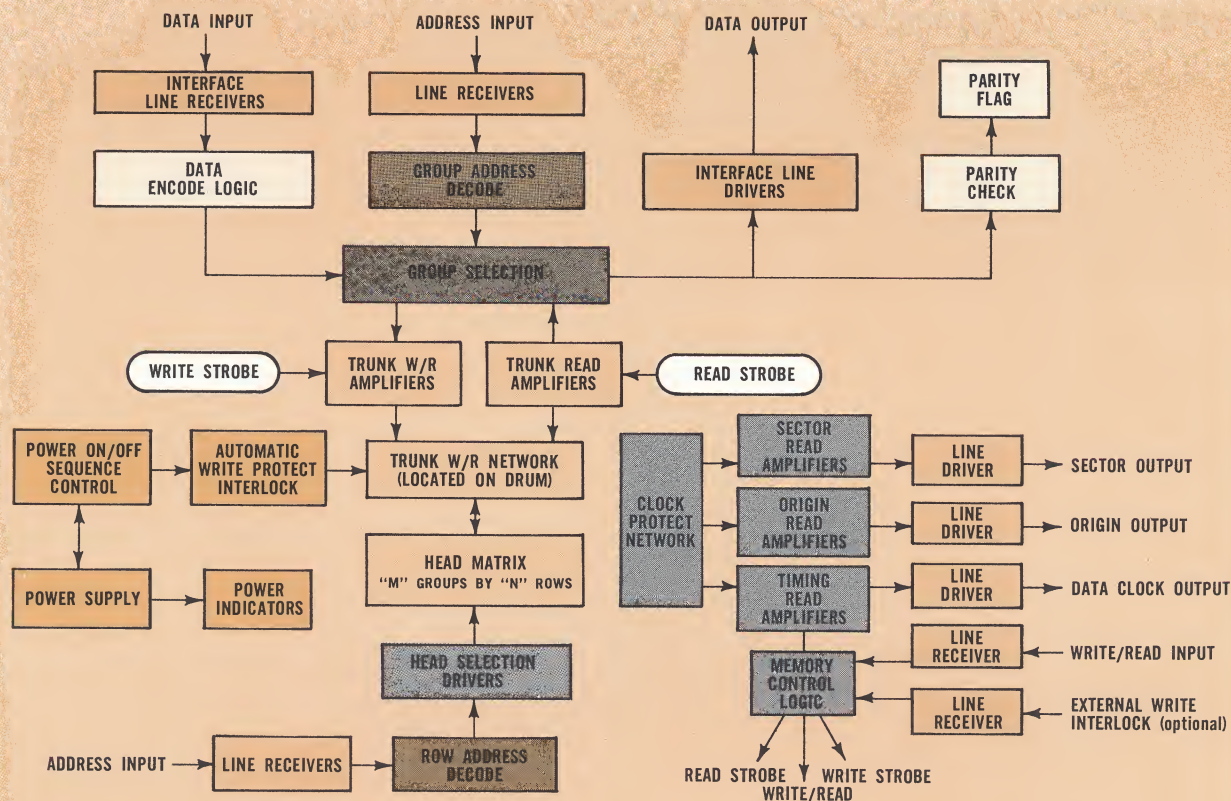 DATA INPUT
ADDRESS INPUT
DATA OUTPUT
INTERFACE
LINE RECEIVERS
LINE RECEIVERS
PARITY
FLAG
DATA
ENCODE LOGIC
GROUP ADDRESS
DECODE
INTERFACE LINE
DRIVERS
PARITY
CHECK
GROUP SELECTION
WRITE STROBE
TRUNK W/R
AMPLIFIERS
TRUNK READ
AMPLIFIERS
READ STROBE
POWER ON/OFF
SEQUENCE
CONTROL
AUTOMATIC
WRITE PROTECT
INTERLOCK
TRUNK W/R NETWORK
(LOCATED ON DRUM)
CLOCK
PROTECT
NETWORK
SECTOR
READ
AMPLIFIERS
LINE
DRIVER
SECTOR OUTPUT
ORIGIN
READ
AMPLIFIERS
LINE
DRIVER
ORIGIN OUTPUT
HEAD MATRIX
"M" GROUPS BY "N" ROWS
POWER SUPPLY
POWER
INDICATORS
TIMING
READ
AMPLIFIERS
LINE
DRIVER
DATA CLOCK OUTPUT
HEAD SELECTION
DRIVERS
MEMORY
CONTROL
LOGIC
LINE
RECEIVER
WRITE/READ INPUT
LINE
RECEIVER
EXTERNAL WRITE
INTERLOCK (optional)
ADDRESS INPUT
LINE RECEIVERS
ROW ADDRESS
DECODE
READ STROBE
WRITE STROBE
WRITE/READ